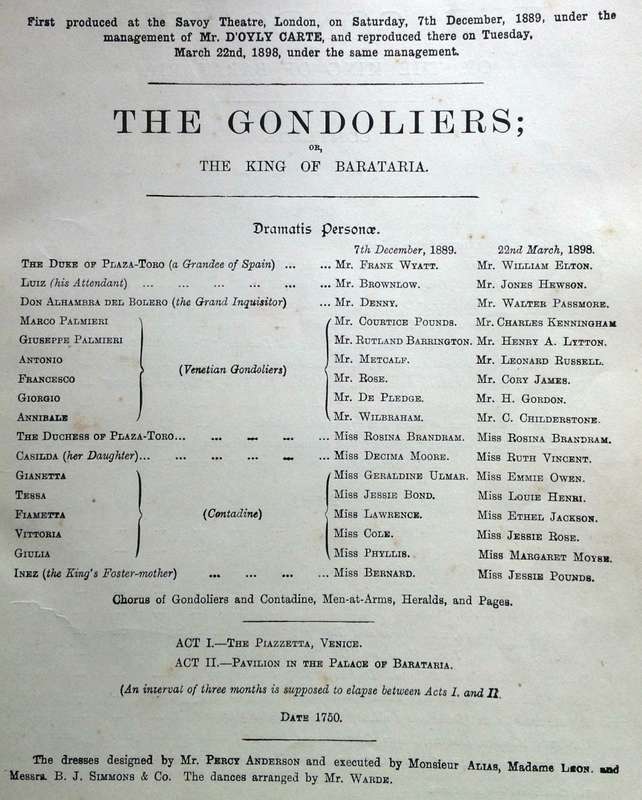 First produced at the Savoy Theatre, London, on Saturday, 7th December, 1889, under the
management of Mr. D'OYLY CARTE, and reproduced there on Tuesday,
March 22nd, 1898, under the same management.
THE GONDOLIERS;
OR,
THE KING OF BARATARIA.
Dramatis Personæ.
7th December, 1889. 22nd March, 1898.
THE DUKE OF PLAZA-TORO (a Grandee of Spain) ... ... MR. FRANK WYATT. MR. WILLIAM ELTON.
LUIZ (his Attendant) ... ... ... ... ... ... MR. BROWNLOW. MR. JONES HEWSON.
DON ALHAMBRA DEL BOLERO (the Grand Inquisitor) ... MR. DENNY. MR. WALTER PASSMORE.
MARCO PALMIERI MR. COURTICE POUNDS. MR. CHARLES KENNINGHAM
GIUSEPPE PALMIERI MR. RUTLAND BARRINGTON. MR. HENRY A. LYTTON.
ANTONIO (Venetian Gondoliers) MR. METCALF. MR. LEONARD RUSSELL.
FRANCESCO MR. ROSE. MR. CORY JAMES.
GIORGIO MR. DE PLEDGE. MR. H. GORDON.
ANNIBALE MR. WILBRAHAM. MR. C. CHILDERSTONE.
THE DUCHESS OF PLAZA-TORO... ... ... ... ... MISS ROSINA BRANDRAM. MISS ROSINA BRANDRAM.
CASILDA (her Daughter)... ... ... ... ... ... MISS DECIMA MOORE. MISS RUTH VINCENT.
GIANETTA MISS GERALDINE ULMAR. MISS EMMIE OWEN.
TESSA MISS JESSIE BOND. MISS LOUIE HENRI.
FIAMETTA (Contadine) MISS LAWRENCE. MISS ETHEL JACKSON.
VITTORIA MISS COLE. MISS JESSIE ROSE.
GIULIA MISS PHYLLIS. MISS MARGARET MOYSE.
INEZ (the King's Foster-mother) ... ... ... ... MISS BERNARD. MISS JESSIE POUNDS.
Chorus of Gondoliers and Contadine, Men-at-Arms, Heralds, and Pages.
ACT I.—THE PIAZZETTA, VENICE.
ACT II.—PAVILION IN THE PALACE OF BARATARIA.
(An interval of three months is supposed to elapse between Acts I. and II.
DATE 1750.
The dresses designed by Mr. PERCY ANDERSON and executed by Monsieur ALIAS, Madame LEON. and
Messrs. B. J. SIMMONS & Co. The dances arranged by Mr. WARDE.